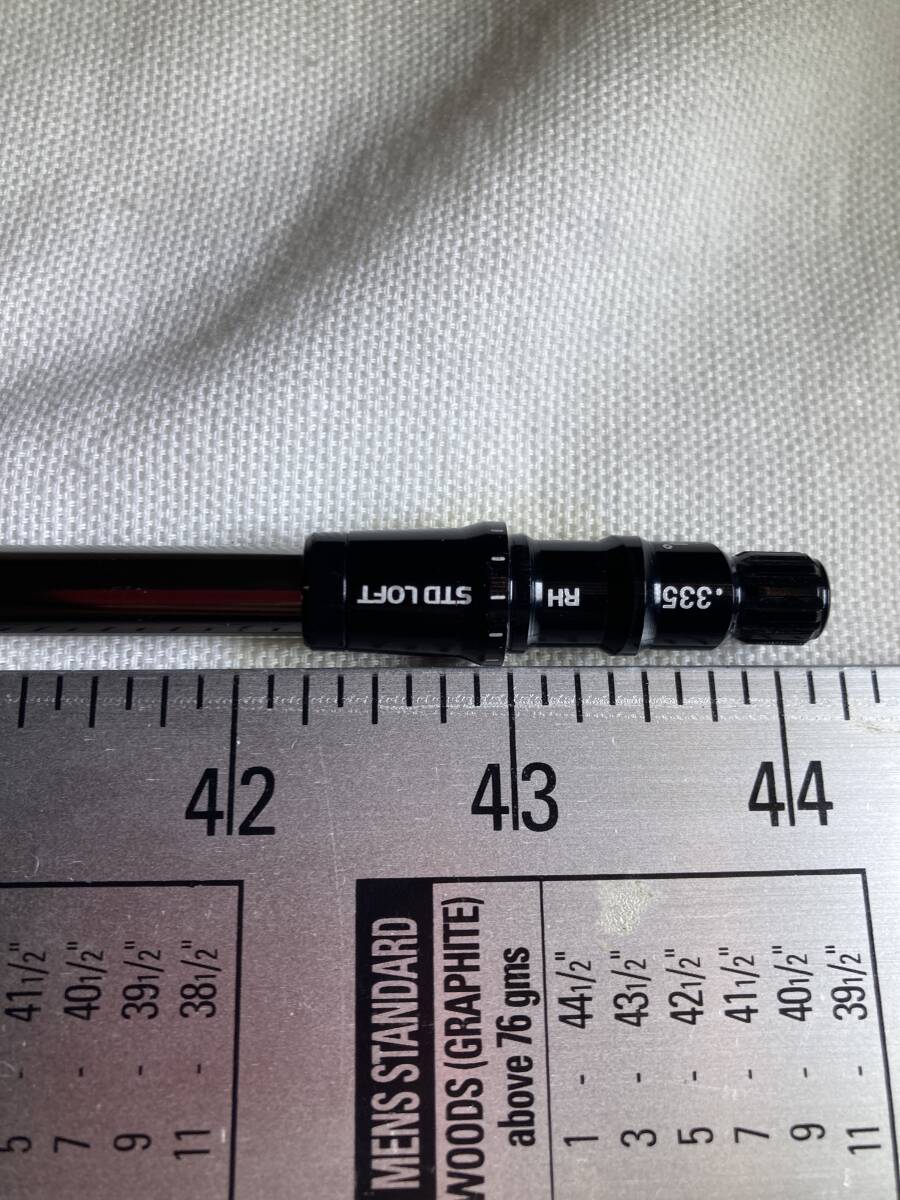 STD LOFT
RH
.335
42
43
44
5 - 41 1/2"
7 - 40 1/2"
9 - 39 1/2"
11 - 38 1/2"
MENS STANDARD
WOODS (GRAPHITE)
above 76 gms
1 - 44 1/2"
3 - 43 1/2"
5 - 42 1/2"
7 - 41 1/2"
9 - 40 1/2"
11 - 39 1/2"